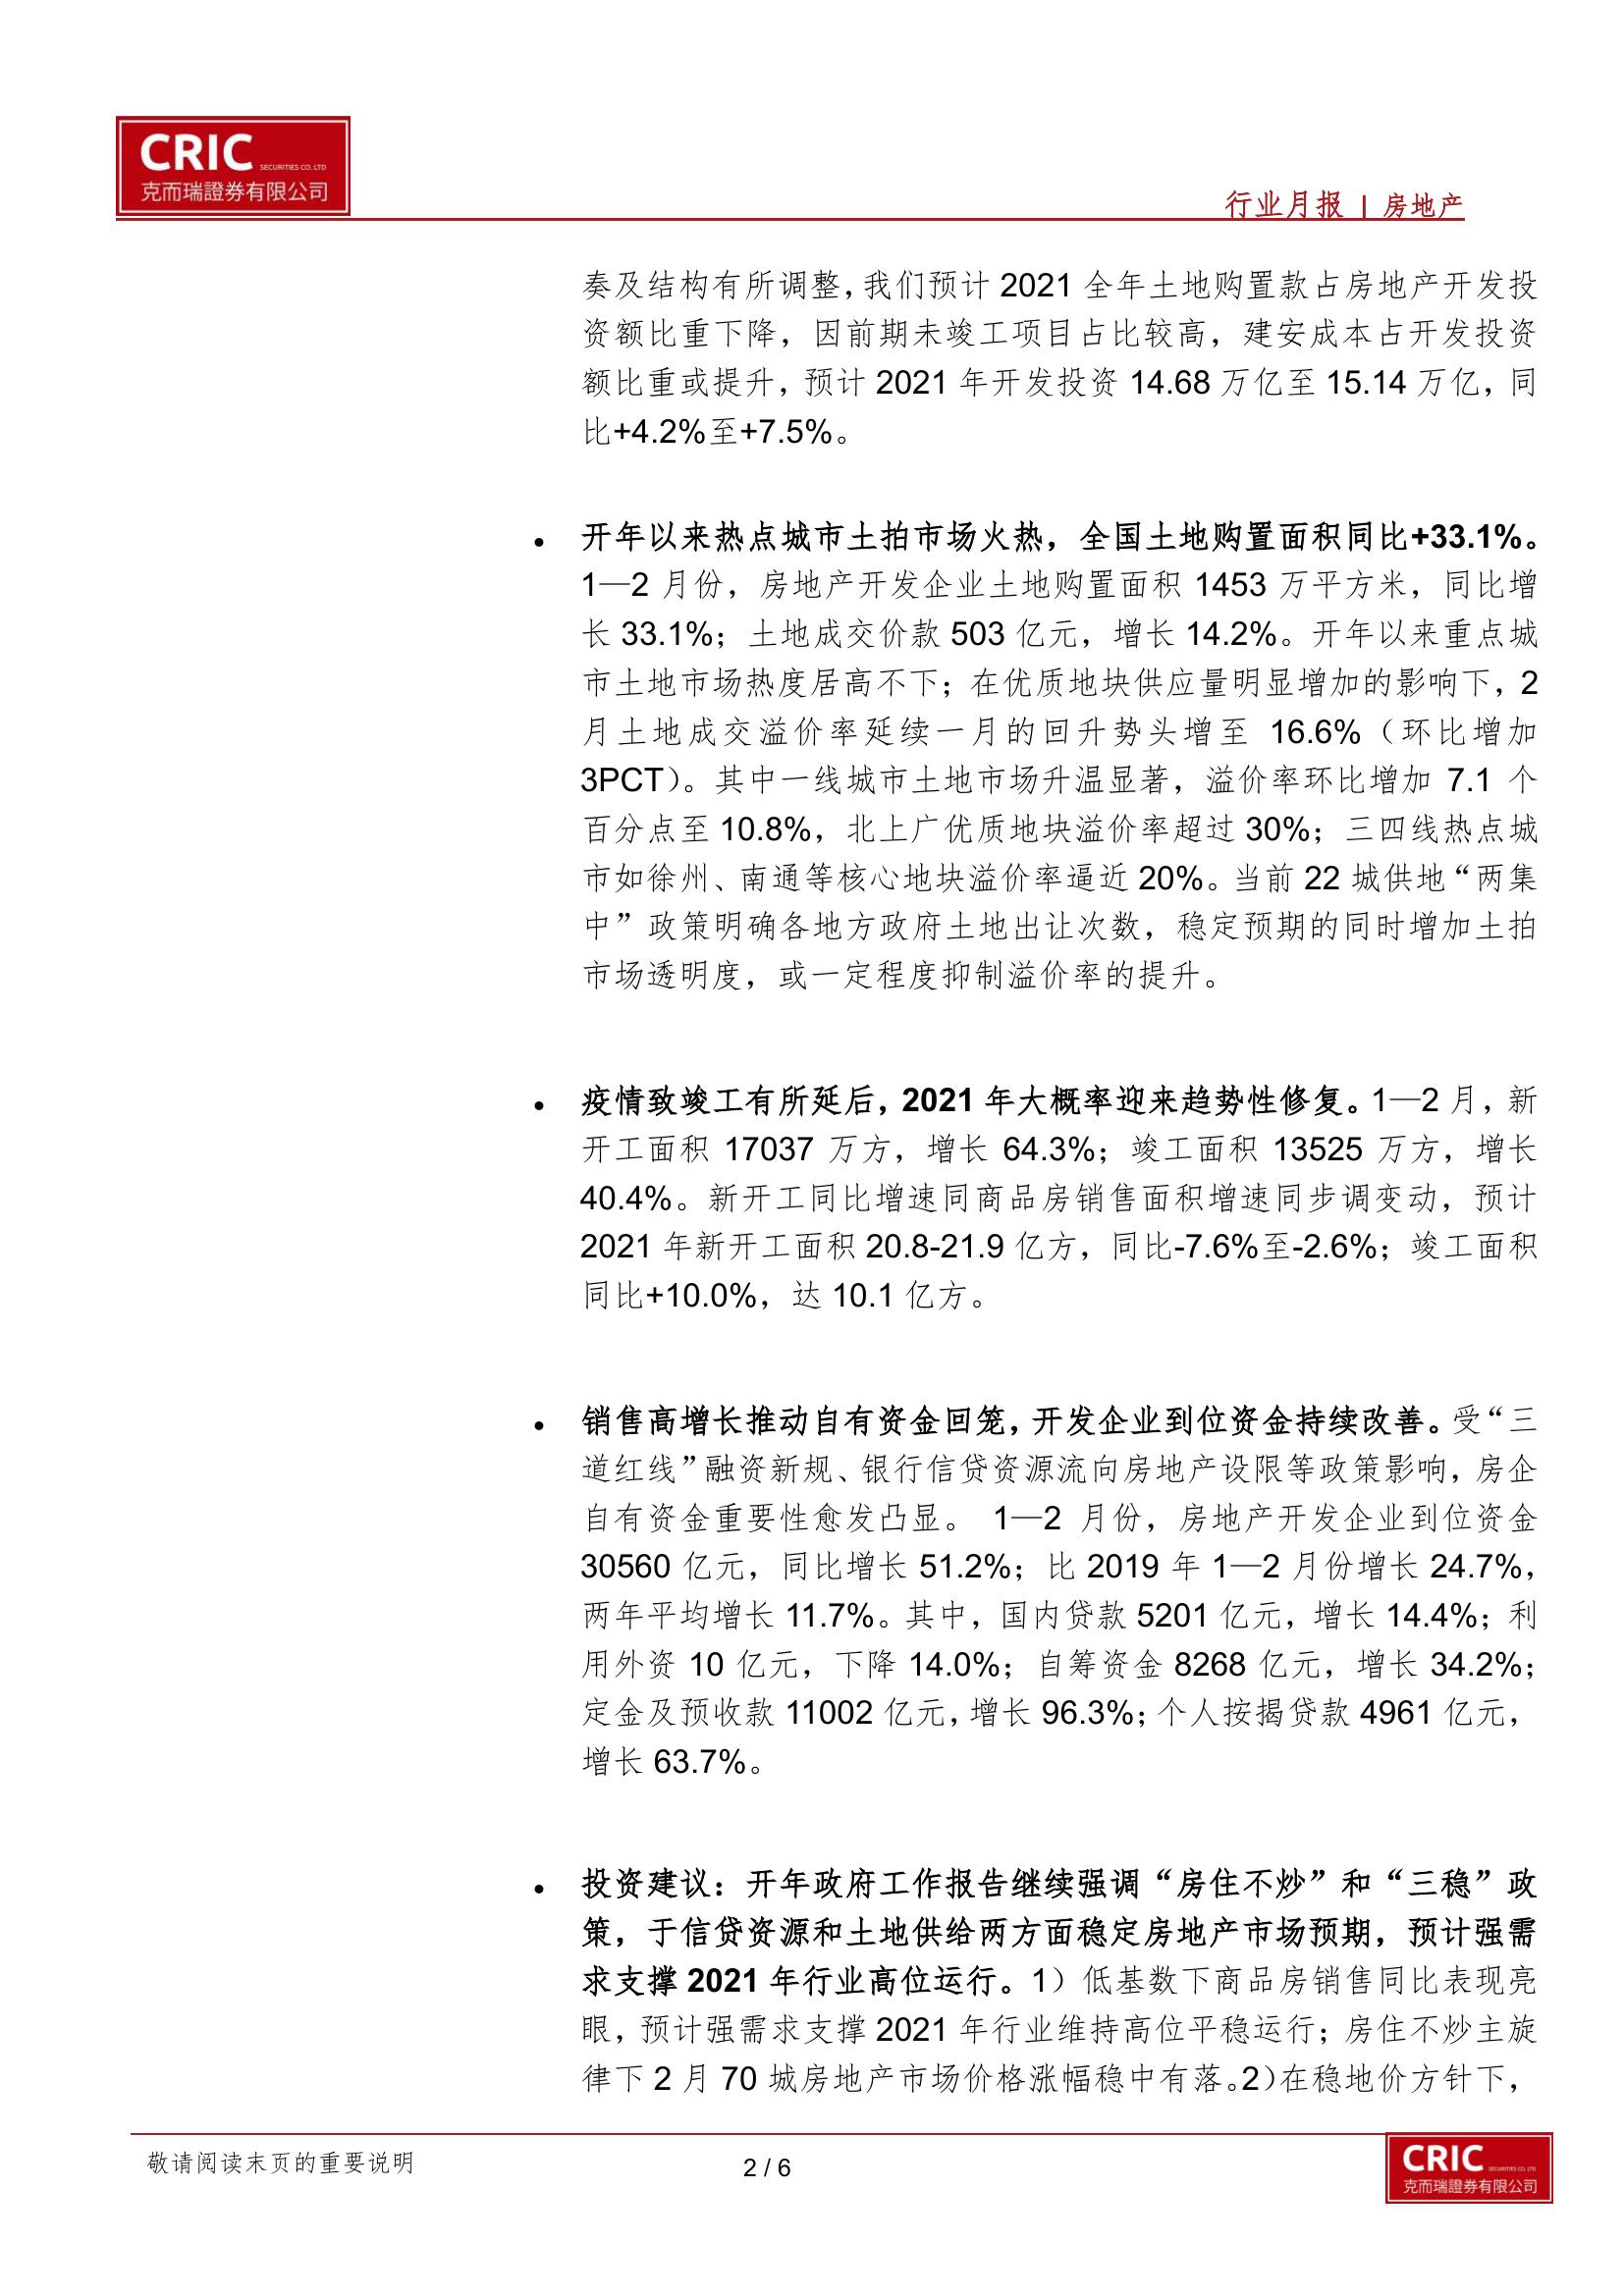 CRIC SECURITIES CO. LTD
克而瑞證券有限公司
行业月报 | 房地产
奏及结构有所调整，我们预计 2021 全年土地购置款占房地产开发投
资额比重下降，因前期未竣工项目占比较高，建安成本占开发投资
额比重或提升，预计 2021 年开发投资 14.68 万亿至 15.14 万亿，同
比+4.2%至+7.5%。
• 开年以来热点城市土拍市场火热，全国土地购置面积同比+33.1%。
1—2 月份，房地产开发企业土地购置面积 1453 万平方米，同比增
长 33.1%；土地成交价款 503 亿元，增长 14.2%。开年以来重点城
市土地市场热度居高不下；在优质地块供应量明显增加的影响下，2
月土地成交溢价率延续一月的回升势头增至 16.6%（环比增加
3PCT）。其中一线城市土地市场升温显著，溢价率环比增加 7.1 个
百分点至 10.8%，北上广优质地块溢价率超过 30%；三四线热点城
市如徐州、南通等核心地块溢价率逼近 20%。当前 22 城供地“两集
中”政策明确各地方政府土地出让次数，稳定预期的同时增加土拍
市场透明度，或一定程度抑制溢价率的提升。
• 疫情致竣工有所延后，2021 年大概率迎来趋势性修复。1—2 月，新
开工面积 17037 万方，增长 64.3%；竣工面积 13525 万方，增长
40.4%。新开工同比增速同商品房销售面积增速同步调变动，预计
2021 年新开工面积 20.8-21.9 亿方，同比-7.6%至-2.6%；竣工面积
同比+10.0%，达 10.1 亿方。
• 销售高增长推动自有资金回笼，开发企业到位资金持续改善。受“三
道红线”融资新规、银行信贷资源流向房地产设限等政策影响，房企
自有资金重要性愈发凸显。 1—2 月份，房地产开发企业到位资金
30560 亿元，同比增长 51.2%；比 2019 年 1—2 月份增长 24.7%，
两年平均增长 11.7%。其中，国内贷款 5201 亿元，增长 14.4%；利
用外资 10 亿元，下降 14.0%；自筹资金 8268 亿元，增长 34.2%；
定金及预收款 11002 亿元，增长 96.3%；个人按揭贷款 4961 亿元，
增长 63.7%。
• 投资建议：开年政府工作报告继续强调“房住不炒”和“三稳”政
策，于信贷资源和土地供给两方面稳定房地产市场预期，预计强需
求支撑 2021 年行业高位运行。1）低基数下商品房销售同比表现亮
眼，预计强需求支撑 2021 年行业维持高位平稳运行；房住不炒主旋
律下 2 月 70 城房地产市场价格涨幅稳中有落。2）在稳地价方针下，
敬请阅读末页的重要说明
2 / 6
CRIC SECURITIES CO. LTD
克而瑞證券有限公司